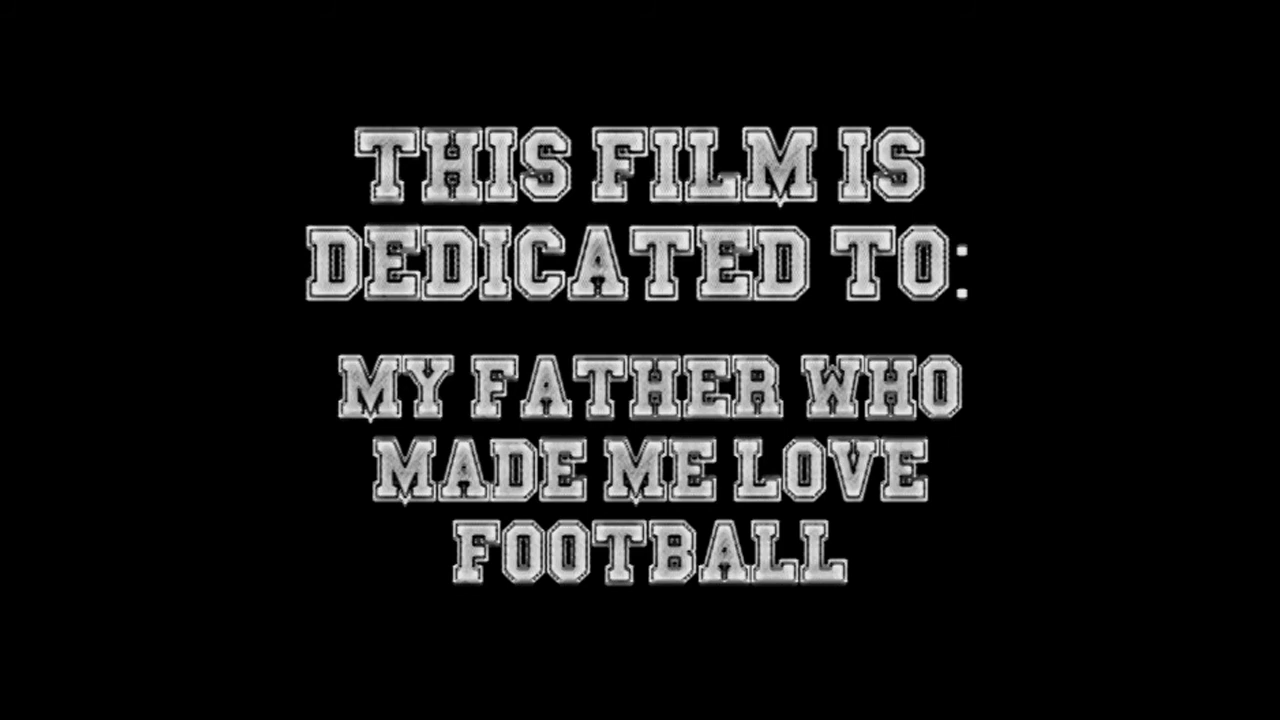 THIS FILM IS
DEDICATED TO:
MY FATHER WHO
MADE ME LOVE
FOOTBALL